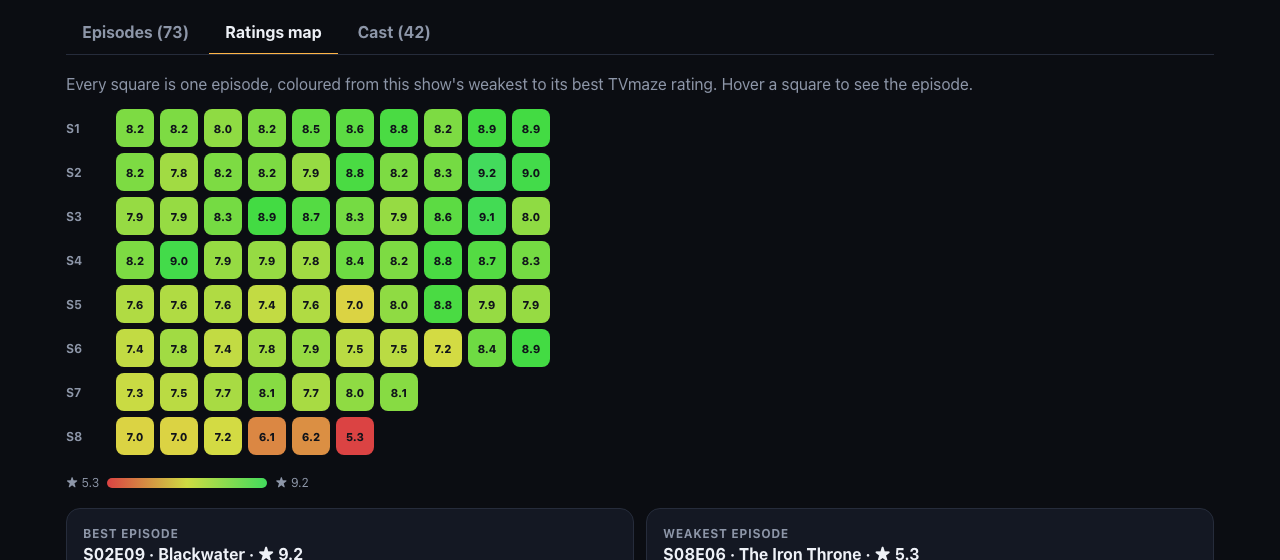 Episodes (73) Ratings map Cast (42)
Every square is one episode, coloured from this show's weakest to its best TVmaze rating. Hover a square to see the episode.
S1 8.2 8.2 8.0 8.2 8.5 8.6 8.8 8.2 8.9 8.9
S2 8.2 7.8 8.2 8.2 7.9 8.8 8.2 8.3 9.2 9.0
S3 7.9 7.9 8.3 8.9 8.7 8.3 7.9 8.6 9.1 8.0
S4 8.2 9.0 7.9 7.9 7.8 8.4 8.2 8.8 8.7 8.3
S5 7.6 7.6 7.6 7.4 7.6 7.0 8.0 8.8 7.9 7.9
S6 7.4 7.8 7.4 7.8 7.9 7.5 7.5 7.2 8.4 8.9
S7 7.3 7.5 7.7 8.1 7.7 8.0 8.1
S8 7.0 7.0 7.2 6.1 6.2 5.3
★ 5.3 ★ 9.2
BEST EPISODE
S02E09 · Blackwater · ★ 9.2
WEAKEST EPISODE
S08E06 · The Iron Throne · ★ 5.3